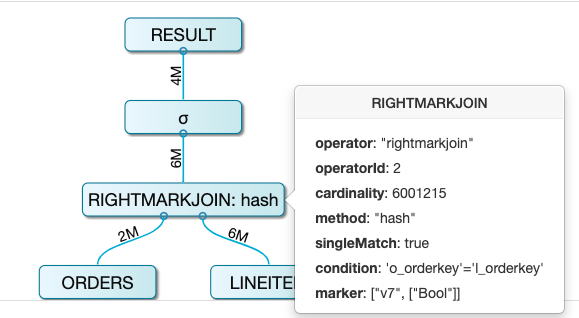 RESULT
4M
σ
6M
RIGHTMARKJOIN: hash
2M
6M
ORDERS
LINEITE
RIGHTMARKJOIN
operator: "rightmarkjoin"
operatorId: 2
cardinality: 6001215
method: "hash"
singleMatch: true
condition: 'o_orderkey'='l_orderkey'
marker: ["v7", ["Bool"]]